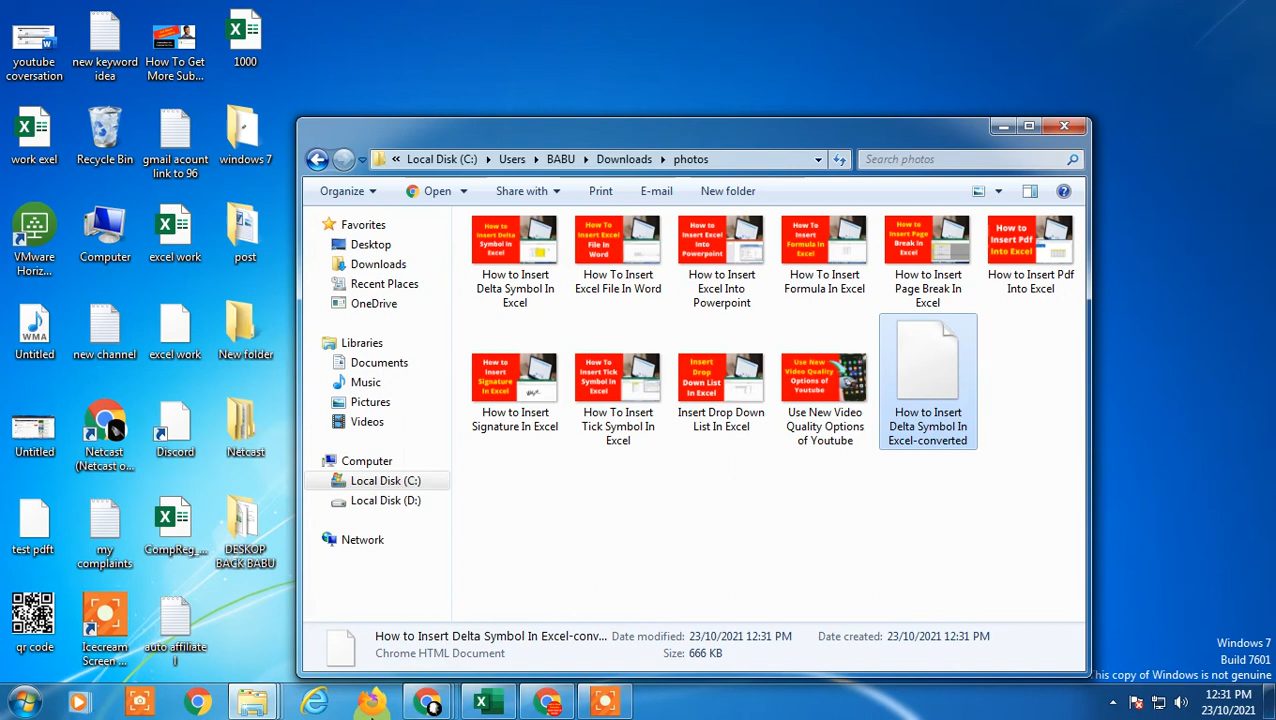 youtube
coversation
new keyword
idea
How To Get
More Sub...
1000
work exel
Recycle Bin
gmail acount
link to 96
windows 7
VMware
Horiz...
Computer
excel work
post
Untitled
new channel
excel work
New folder
Untitled
Netcast
(Netcast o...
Discord
Netcast
test pdft
my
complaints
CompReg_...
DESKOP
BACK BABU
qr code
Icecream
Screen ...
auto affiliate
l
« Local Disk (C:) Users BABU Downloads photos
Search photos
Organize Open Share with Print E-mail New folder
Favorites
Desktop
Downloads
Recent Places
OneDrive
Libraries
Documents
Music
Pictures
Videos
Computer
Local Disk (C:)
Local Disk (D:)
Network
How to
Insert Delta
Symbol In
Excel
How to Insert
Delta Symbol In
Excel
How To
Insert Excel
File In
Word
How To Insert
Excel File In Word
How to
Insert Excel
Into
Powerpoint
How to Insert
Excel Into
Powerpoint
How To
Insert
Formula In
Excel
How To Insert
Formula In Excel
How to
Insert Page
Break In
Excel
How to Insert
Page Break In
Excel
How to
Insert Pdf
Into Excel
How to Insert Pdf
Into Excel
How to
Insert
Signature In
Excel
How to Insert
Signature In Excel
How To
Insert Tick
Symbol In
Excel
How To Insert
Tick Symbol In
Excel
Insert
Drop
Down List
In Excel
Insert Drop Down
List In Excel
Use New
Video Quality
Options of
Youtube
Use New Video
Quality Options
of Youtube
How to Insert
Delta Symbol In
Excel-converted
How to Insert Delta Symbol In Excel-conv... Date modified: 23/10/2021 12:31 PM Date created: 23/10/2021 12:31 PM
Chrome HTML Document Size: 666 KB
Windows 7
Build 7601
This copy of Windows is not genuine
12:31 PM
23/10/2021